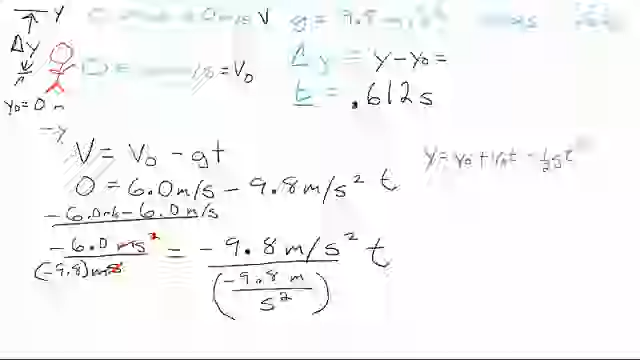 Y
V
g = 9.8 m/s²
Δy
0 = m/s = V₀
Δy = y - y₀ =
y₀ = 0 m
t = .612 s
-y
V = V₀ - gt
y = y₀ + V₀t - ½gt²
0 = 6.0 m/s - 9.8 m/s² t
- 6.0 m/s - 6.0 m/s
- 6.0 m s² = - 9.8 m/s² t
(-9.8) m s
(-9.8 m / s²)